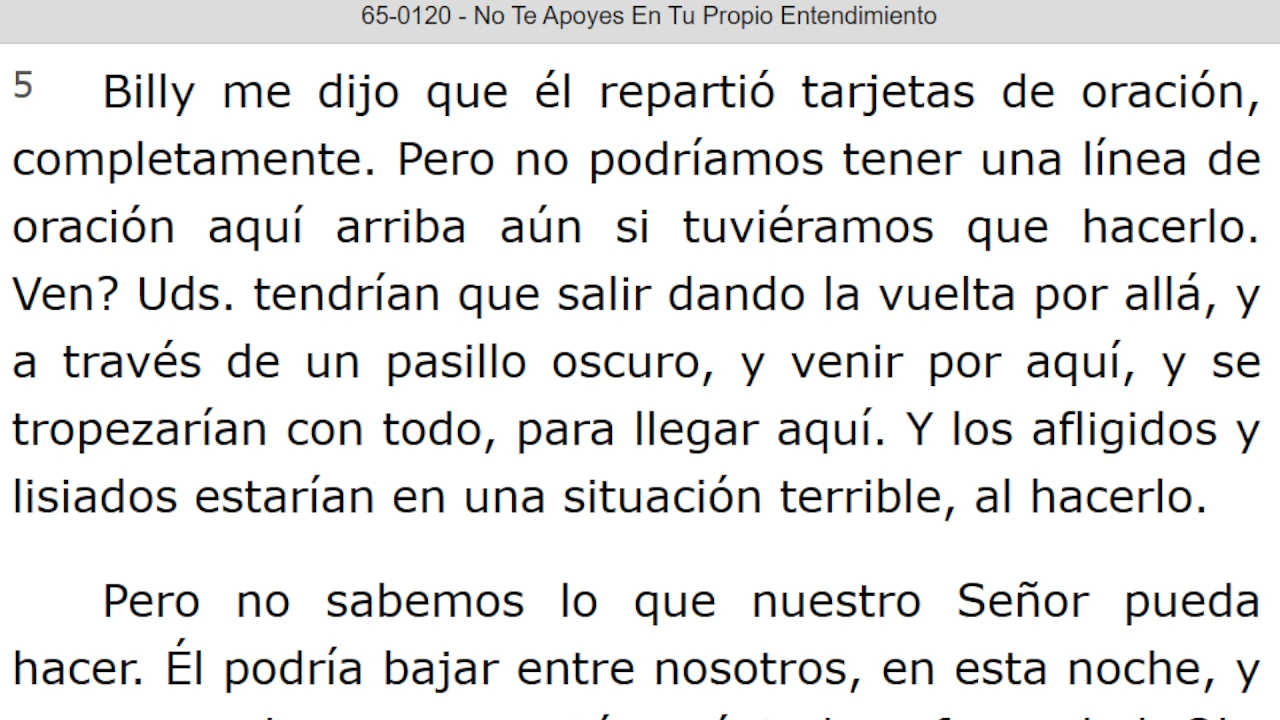 65-0120 - No Te Apoyes En Tu Propio Entendimiento
5 Billy me dijo que él repartió tarjetas de oración,
completamente. Pero no podríamos tener una línea de
oración aquí arriba aún si tuviéramos que hacerlo.
Ven? Uds. tendrían que salir dando la vuelta por allá, y
a través de un pasillo oscuro, y venir por aquí, y se
tropezarían con todo, para llegar aquí. Y los afligidos y
lisiados estarían en una situación terrible, al hacerlo.
Pero no sabemos lo que nuestro Señor pueda
hacer. Él podría bajar entre nosotros, en esta noche, y